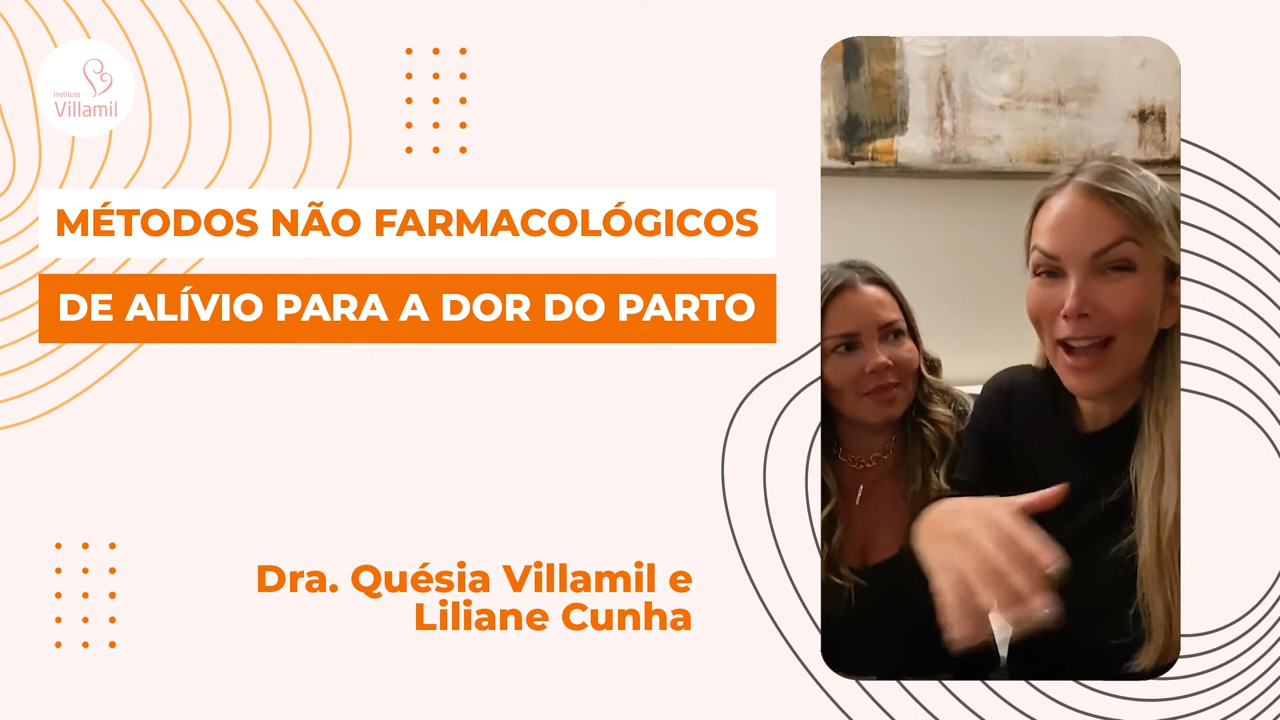 Instituto
Villamil
MÉTODOS NÃO FARMACOLÓGICOS
DE ALÍVIO PARA A DOR DO PARTO
Dra. Quésia Villamil e
Liliane Cunha